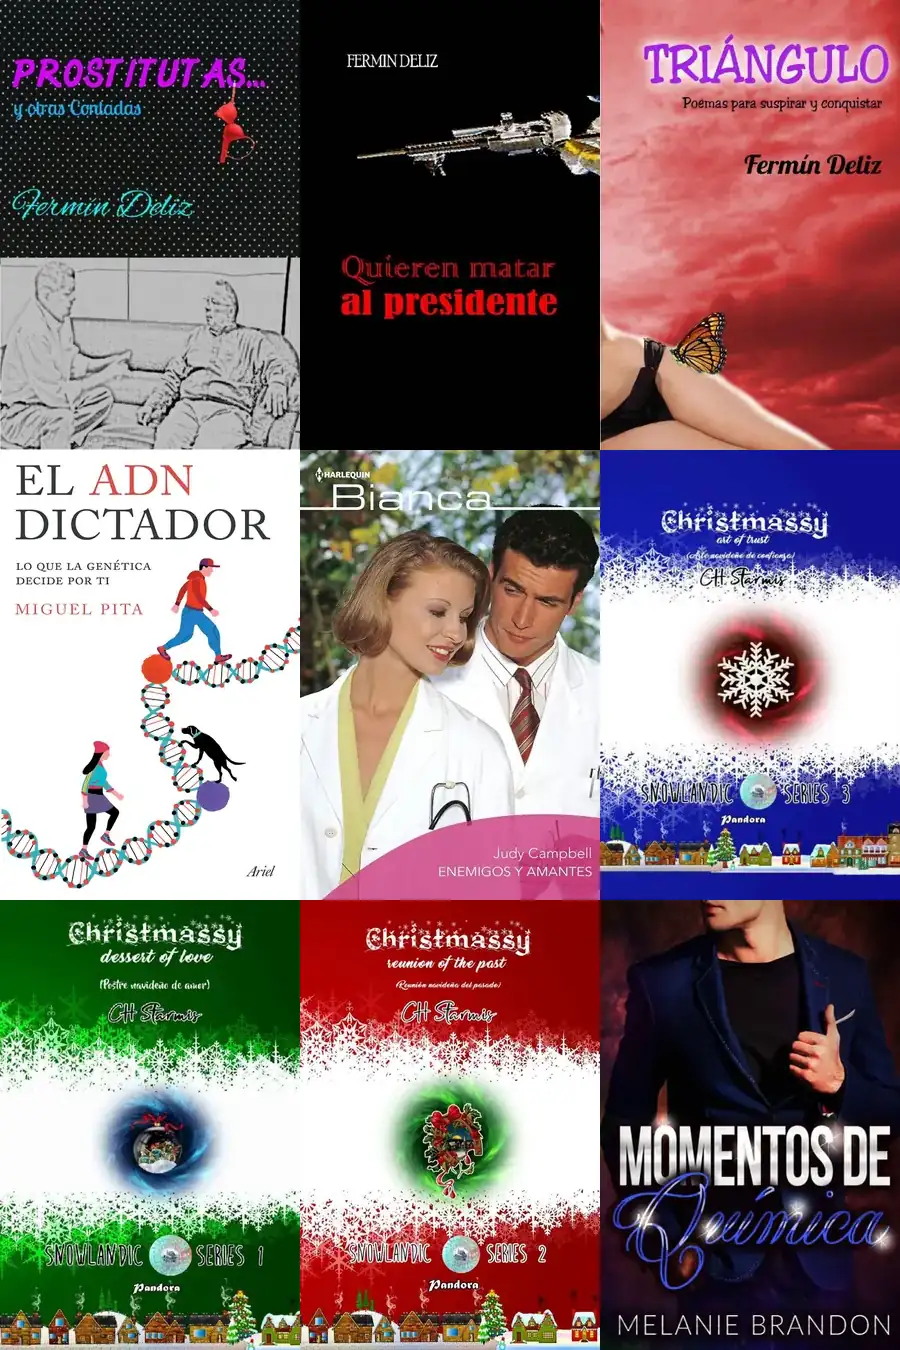 PROSTITUTAS...
y otras Contadas
Fermín Deliz
FERMIN DELIZ
Quieren matar
al presidente
TRIÁNGULO
Poemas para suspirar y conquistar
Fermín Deliz
EL ADN
DICTADOR
LO QUE LA GENÉTICA
DECIDE POR TI
MIGUEL PITA
Ariel
HARLEQUIN
Bianca
Judy Campbell
ENEMIGOS Y AMANTES
Christmassy
art of trust
(Arte navideño de confianza)
CH Starmis
SNOWLANDIC SERIES 3
Pandora
Christmassy
dessert of love
(Postre navideño de amor)
CH Starmis
SNOWLANDIC SERIES 1
Pandora
Christmassy
reunion of the past
(Reunión navideña del pasado)
CH Starmis
SNOWLANDIC SERIES 2
Pandora
MOMENTOS DE
Química
MELANIE BRANDON